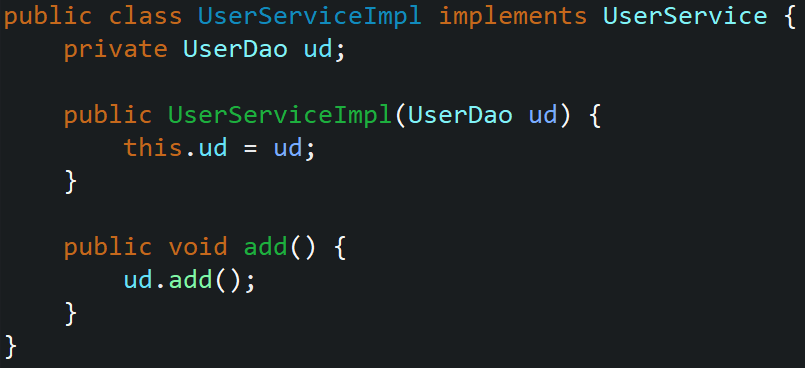 public class UserServiceImpl implements UserService {
    private UserDao ud;

    public UserServiceImpl(UserDao ud) {
        this.ud = ud;
    }

    public void add() {
        ud.add();
    }
}